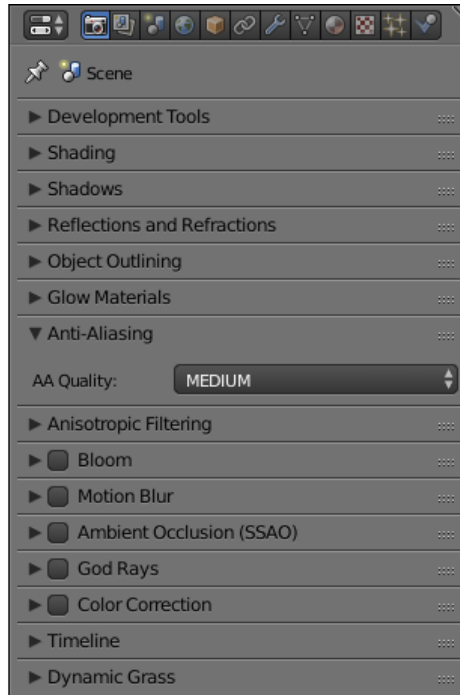 Scene
Development Tools
Shading
Shadows
Reflections and Refractions
Object Outlining
Glow Materials
Anti-Aliasing
AA Quality: MEDIUM
Anisotropic Filtering
Bloom
Motion Blur
Ambient Occlusion (SSAO)
God Rays
Color Correction
Timeline
Dynamic Grass